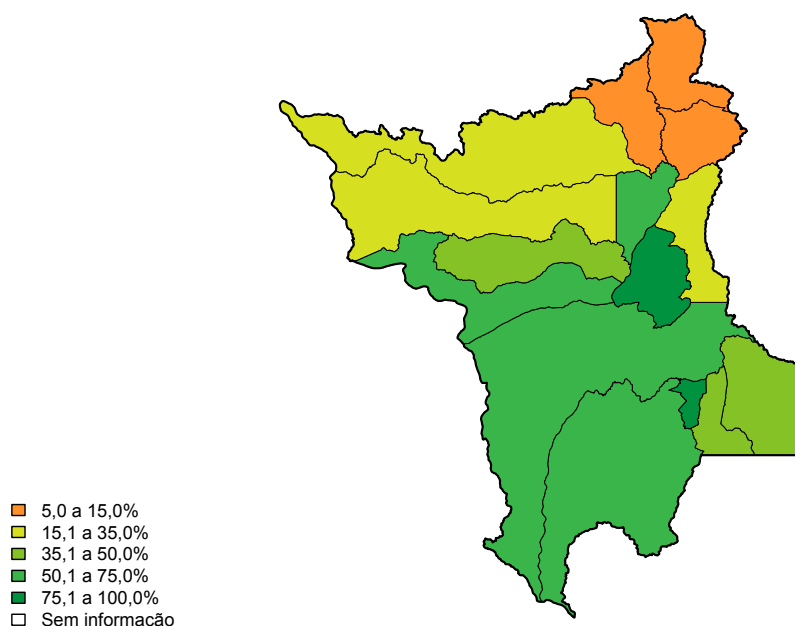 5,0 a 15,0%
15,1 a 35,0%
35,1 a 50,0%
50,1 a 75,0%
75,1 a 100,0%
Sem informação